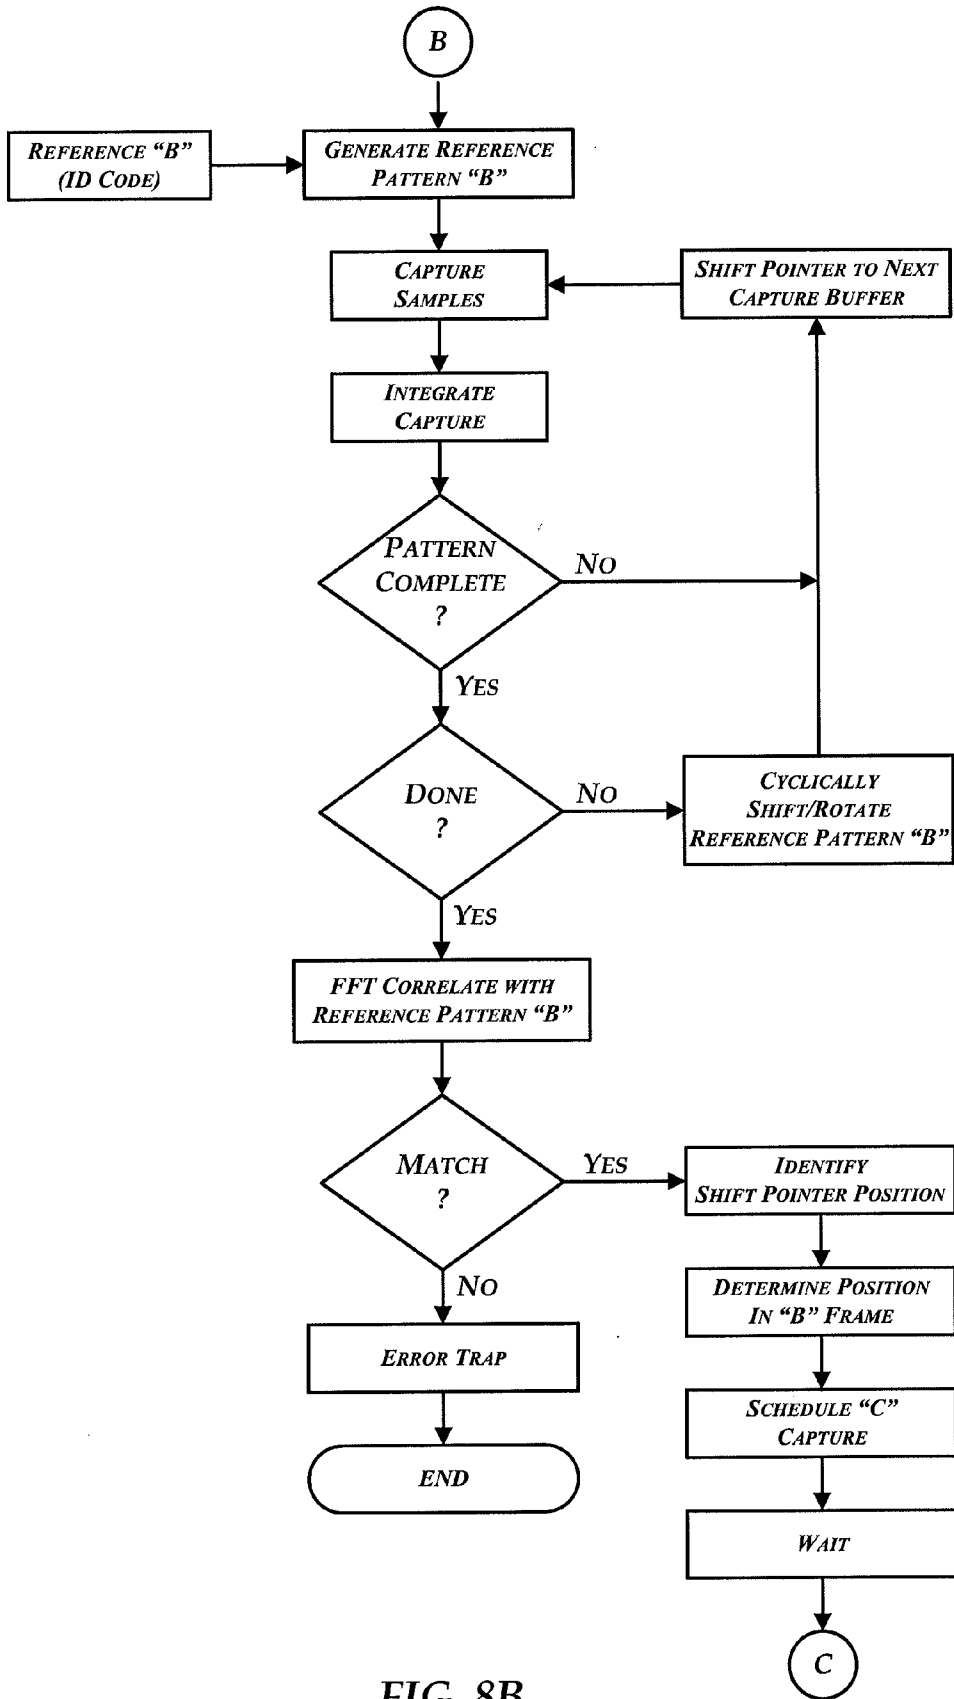 B
REFERENCE “B”
(ID CODE)
GENERATE REFERENCE
PATTERN “B”
CAPTURE
SAMPLES
SHIFT POINTER TO NEXT
CAPTURE BUFFER
INTEGRATE
CAPTURE
PATTERN
COMPLETE
?
NO
YES
DONE
?
NO
CYCLICALLY
SHIFT/ROTATE
REFERENCE PATTERN “B”
YES
FFT CORRELATE WITH
REFERENCE PATTERN “B”
MATCH
?
YES
IDENTIFY
SHIFT POINTER POSITION
NO
DETERMINE POSITION
IN “B” FRAME
ERROR TRAP
SCHEDULE “C”
CAPTURE
END
WAIT
C
FIG. 8B